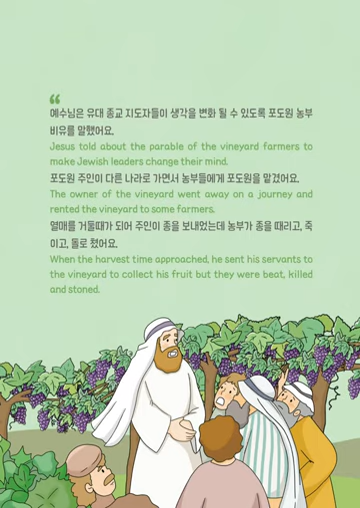 “
예수님은 유대 종교 지도자들이 생각을 변화 될 수 있도록 포도원 농부
비유를 말했어요.
Jesus told about the parable of the vineyard farmers to
make Jewish leaders change their mind.
포도원 주인이 다른 나라로 가면서 농부들에게 포도원을 맡겼어요.
The owner of the vineyard went away on a journey and
rented the vineyard to some farmers.
열매를 거둘때가 되어 주인이 종을 보내었는데 농부가 종을 때리고, 죽
이고, 돌로 쳤어요.
When the harvest time approached, he sent his servants to
the vineyard to collect his fruit but they were beat, killed
and stoned.